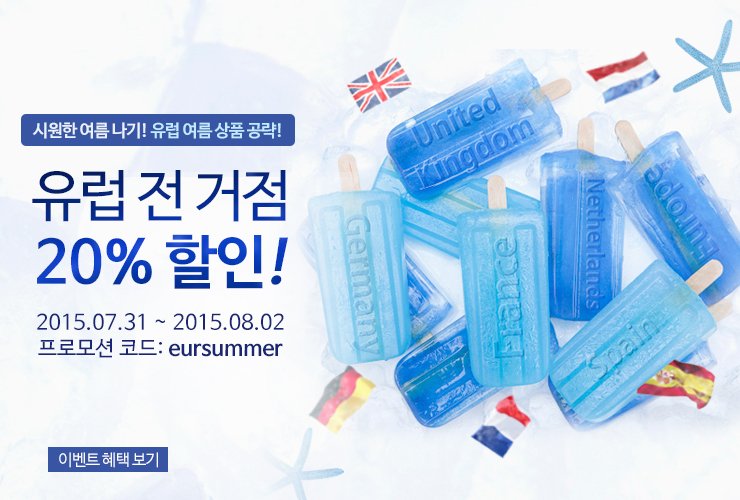 시원한 여름 나기! 유럽 여름 상품 공략!
유럽 전 거점
20% 할인!
2015.07.31 ~ 2015.08.02
프로모션 코드: eursummer
이벤트 혜택 보기
United
Kingdom
Germany
France
Netherlands
Europe
Spain